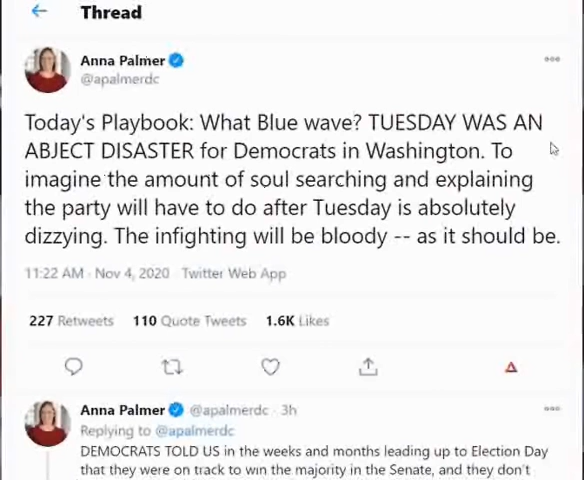 Thread
Anna Palmer
@apalmerdc
Today's Playbook: What Blue wave? TUESDAY WAS AN
ABJECT DISASTER for Democrats in Washington. To
imagine the amount of soul searching and explaining
the party will have to do after Tuesday is absolutely
dizzying. The infighting will be bloody -- as it should be.
11:22 AM · Nov 4, 2020 · Twitter Web App
227 Retweets 110 Quote Tweets 1.6K Likes
Anna Palmer @apalmerdc · 3h
Replying to @apalmerdc
DEMOCRATS TOLD US in the weeks and months leading up to Election Day
that they were on track to win the majority in the Senate, and they don't